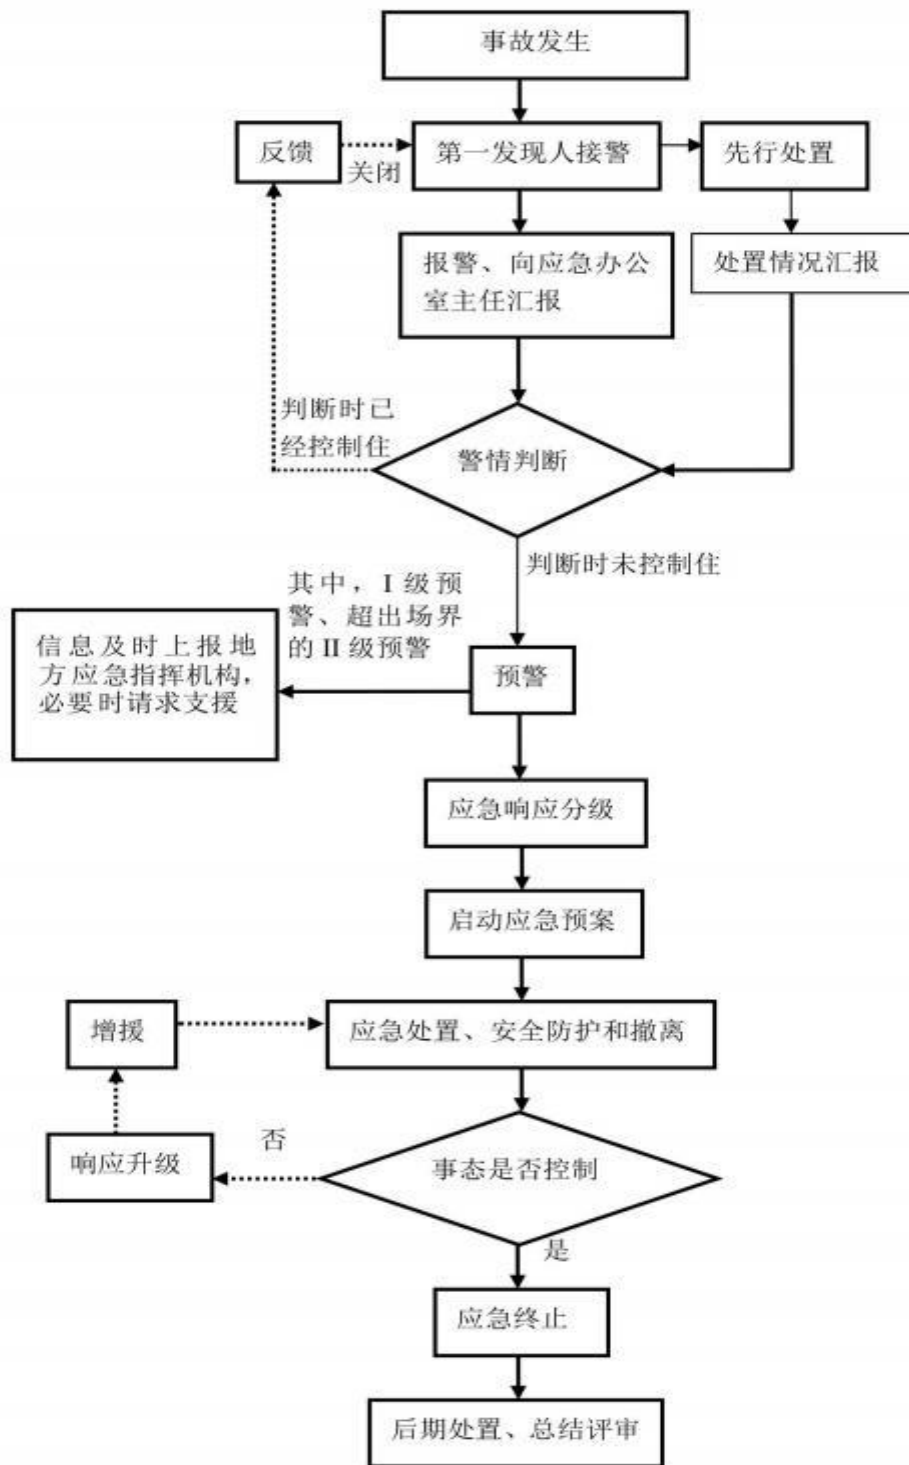 事故发生
反馈
关闭
第一发现人接警
先行处置
报警、向应急办公
室主任汇报
处置情况汇报
判断时已
经控制住
警情判断
判断时未控制住
其中，I 级预
警、超出场界
的 II 级预警
信息及时上报地
方应急指挥机构，
必要时请求支援
预警
应急响应分级
启动应急预案
增援
应急处置、安全防护和撤离
响应升级
否
事态是否控制
是
应急终止
后期处置、总结评审